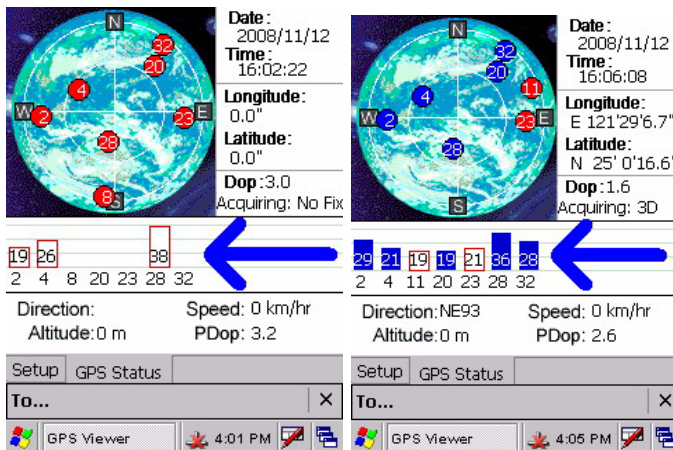 N
32
20
4
W
2
23
E
28
8
S
Date:
2008/11/12
Time:
16:02:22
Longitude:
0.0"
Latitude:
0.0"
Dop:3.0
Acquiring: No Fix
19 26 38
2 4 8 20 23 28 32
Direction: Speed: 0 km/hr
Altitude: 0 m PDop: 3.2
Setup GPS Status
To... ×
GPS Viewer 4:01 PM
N
32
20
11
4
W
2
23
E
28
S
Date:
2008/11/12
Time:
16:06:08
Longitude:
E 121°29'6.7"
Latitude:
N 25° 0'16.6"
Dop:1.6
Acquiring: 3D
29 21 19 19 21 36 28
2 4 11 20 23 28 32
Direction:NE93 Speed: 0 km/hr
Altitude: 0 m PDop: 2.6
Setup GPS Status
To... ×
GPS Viewer 4:05 PM